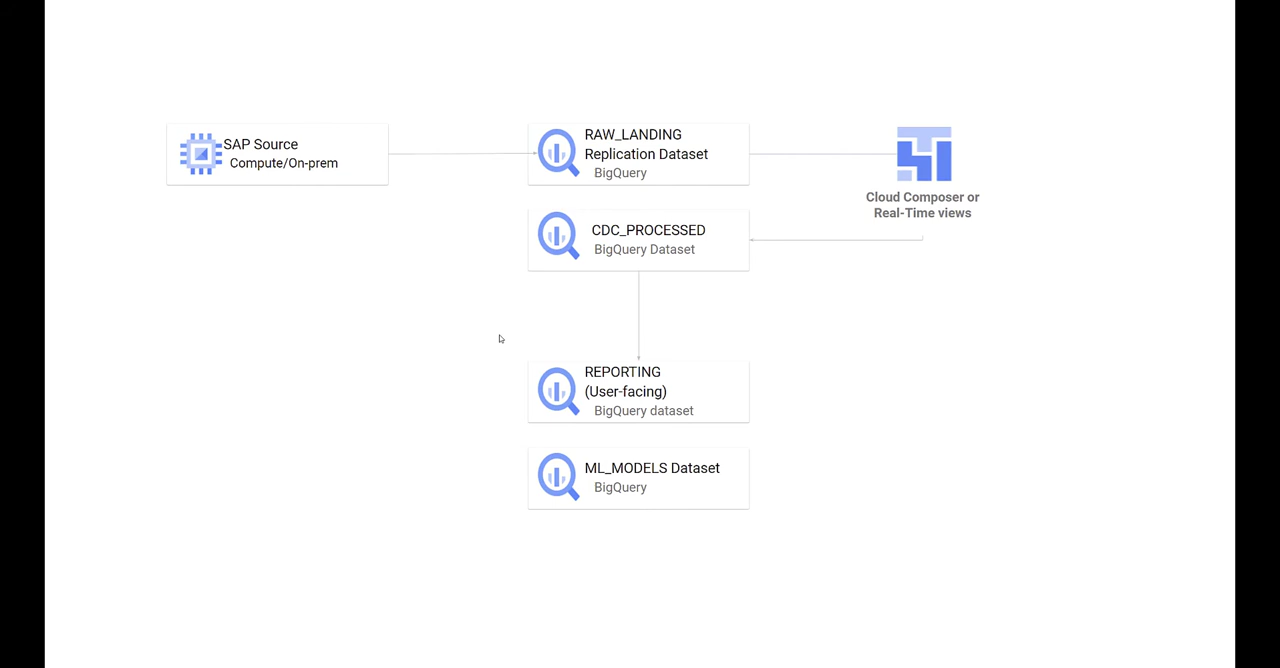 SAP Source
Compute/On-prem
RAW_LANDING
Replication Dataset
BigQuery
Cloud Composer or
Real-Time views
CDC_PROCESSED
BigQuery Dataset
REPORTING
(User-facing)
BigQuery dataset
ML_MODELS Dataset
BigQuery